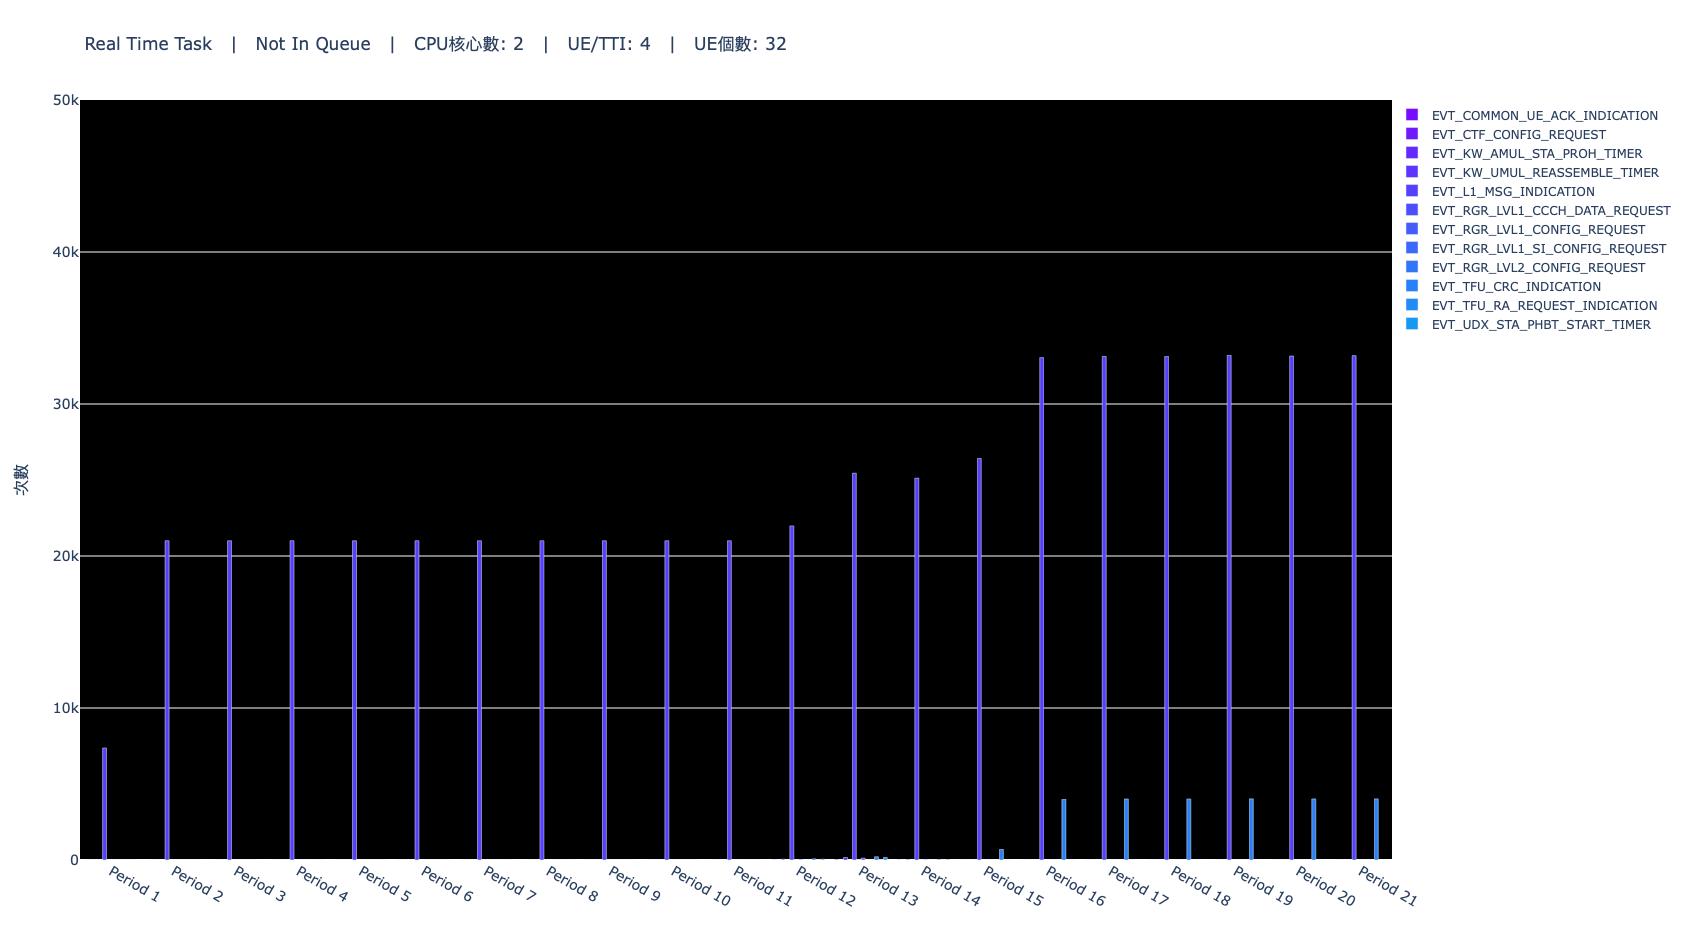 Real Time Task | Not In Queue | CPU核心數: 2 | UE/TTI: 4 | UE個數: 32
50k
40k
30k
20k
10k
0
次數
Period 1
Period 2
Period 3
Period 4
Period 5
Period 6
Period 7
Period 8
Period 9
Period 10
Period 11
Period 12
Period 13
Period 14
Period 15
Period 16
Period 17
Period 18
Period 19
Period 20
Period 21
EVT_COMMON_UE_ACK_INDICATION
EVT_CTF_CONFIG_REQUEST
EVT_KW_AMUL_STA_PROH_TIMER
EVT_KW_UMUL_REASSEMBLE_TIMER
EVT_L1_MSG_INDICATION
EVT_RGR_LVL1_CCCH_DATA_REQUEST
EVT_RGR_LVL1_CONFIG_REQUEST
EVT_RGR_LVL1_SI_CONFIG_REQUEST
EVT_RGR_LVL2_CONFIG_REQUEST
EVT_TFU_CRC_INDICATION
EVT_TFU_RA_REQUEST_INDICATION
EVT_UDX_STA_PHBT_START_TIMER